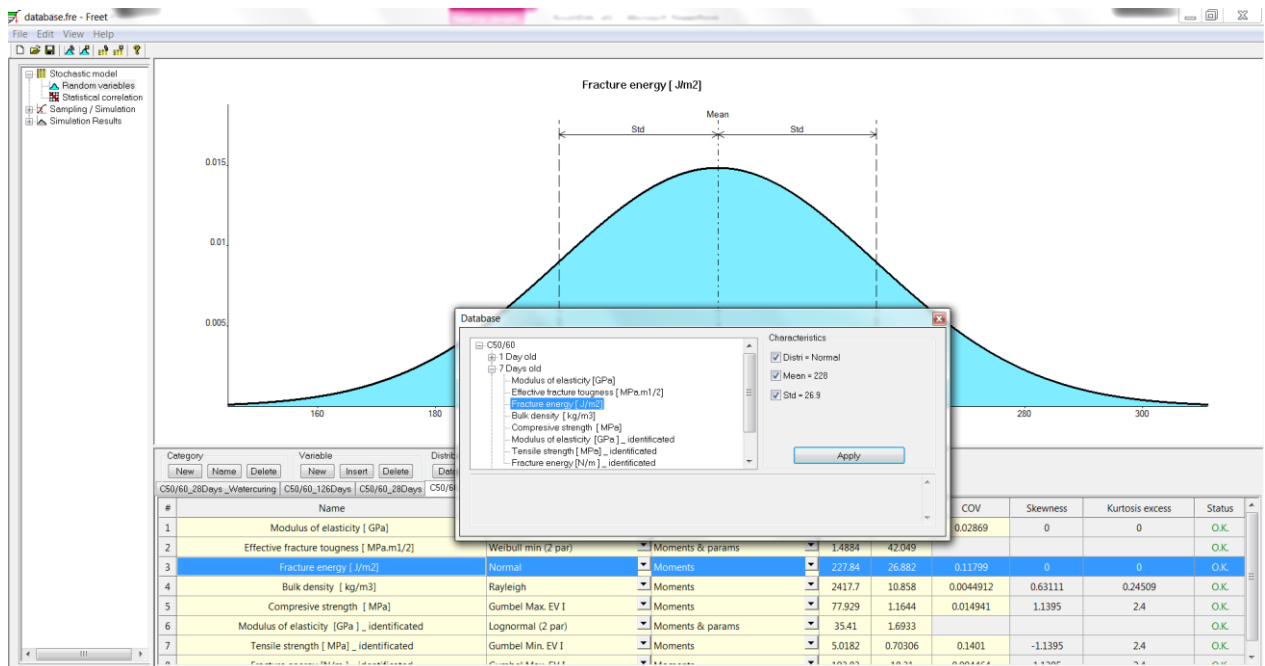 database.fre - Freet
File Edit View Help
Stochastic model
Random variables
Statistical correlation
Sampling / Simulation
Simulation Results
Fracture energy [ J/m2]
Mean
Std Std
0.015
0.01
0.005
160 180 280 300
Database
C50/60
1 Day old
7 Days old
Modulus of elasticity [GPa]
Effective fracture tougness [ MPa.m1/2]
Fracture energy [ J/m2]
Bulk density [ kg/m3]
Compresive strength [ MPa]
Modulus of elasticity [GPa ] _ identificated
Tensile strength [ MPa] _ identificated
Fracture energy [N/m ] _ identificated
Characteristics
Distri = Normal
Mean = 228
Std = 26.9
Apply
Category Variable
New Name Delete New Insert Delete
C50/60_28Days _Watercuring C50/60_126Days C50/60_28Days
# Name COV Skewness Kurtosis excess Status
1 Modulus of elasticity [ GPa] 0.02869 0 0 O.K.
2 Effective fracture tougness [ MPa.m1/2] Weibull min (2 par) Moments & params 1.4884 42.049 O.K.
3 Fracture energy [ J/m2] Normal Moments 227.84 26.882 0.11799 0 0 O.K.
4 Bulk density [ kg/m3] Rayleigh Moments 2417.7 10.858 0.0044912 0.63111 0.24509 O.K.
5 Compresive strength [ MPa] Gumbel Max. EV I Moments 77.929 1.1644 0.014941 1.1395 2.4 O.K.
6 Modulus of elasticity [GPa ] _ identificated Lognormal (2 par) Moments & params 35.41 1.6933 O.K.
7 Tensile strength [ MPa] _ identificated Gumbel Min. EV I Moments 5.0182 0.70306 0.1401 -1.1395 2.4 O.K.